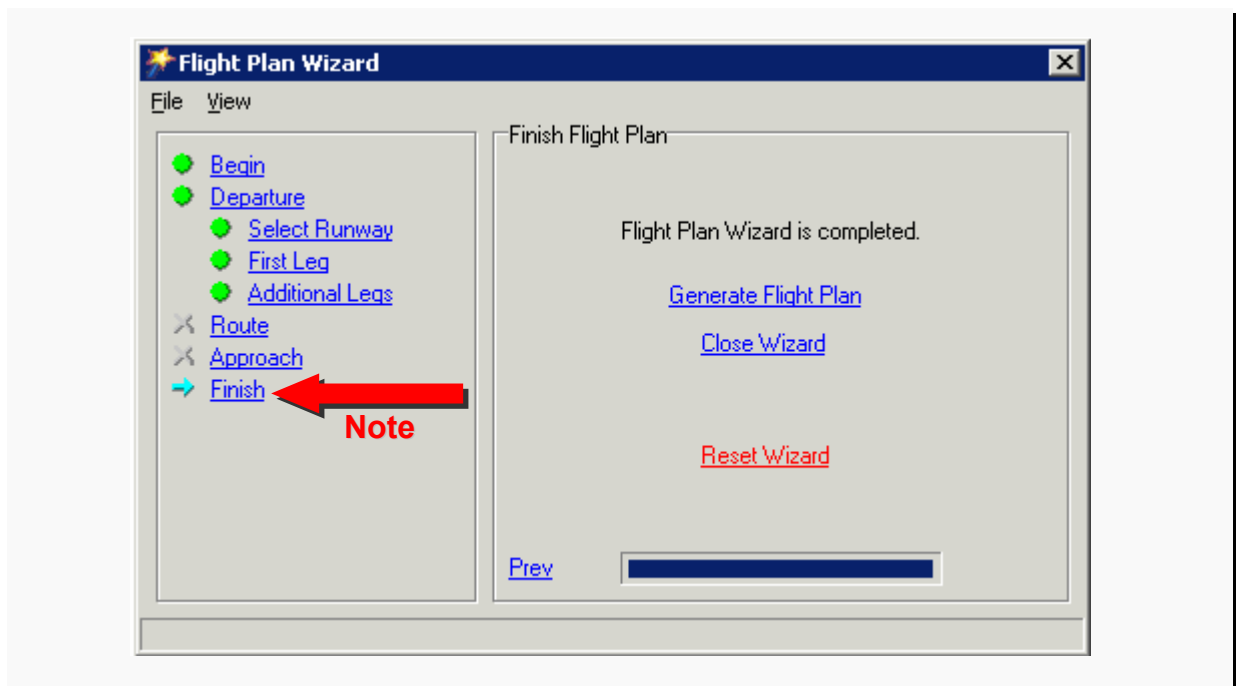 Flight Plan Wizard
File View
Begin
Departure
Select Runway
First Leg
Additional Legs
Route
Approach
Finish
Note
Finish Flight Plan
Flight Plan Wizard is completed.
Generate Flight Plan
Close Wizard
Reset Wizard
Prev